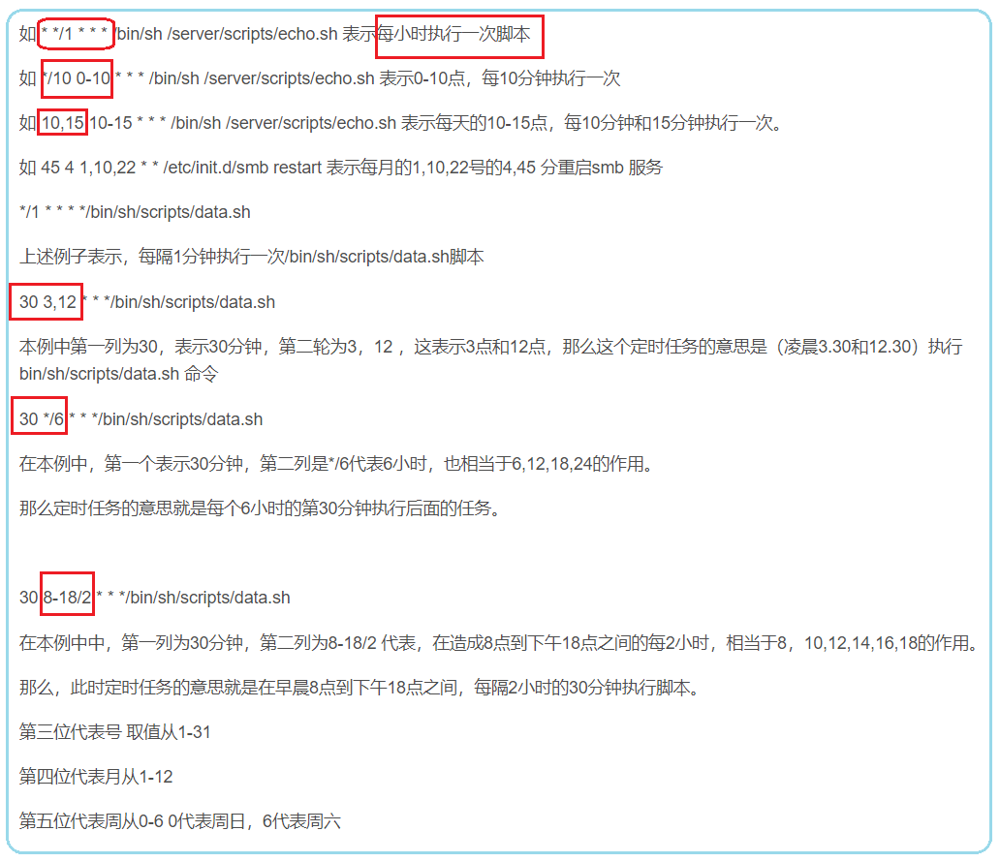 如 * */1 * * * /bin/sh /server/scripts/echo.sh 表示每小时执行一次脚本
如 */10 0-10 * * * /bin/sh /server/scripts/echo.sh 表示0-10点，每10分钟执行一次
如 10,15 10-15 * * * /bin/sh /server/scripts/echo.sh 表示每天的10-15点，每10分钟和15分钟执行一次。
如 45 4 1,10,22 * * /etc/init.d/smb restart 表示每月的1,10,22号的4,45 分重启smb 服务
*/1 * * * */bin/sh/scripts/data.sh
上述例子表示，每隔1分钟执行一次/bin/sh/scripts/data.sh脚本
30 3,12 * * */bin/sh/scripts/data.sh
本例中第一列为30，表示30分钟，第二轮为3，12 ，这表示3点和12点，那么这个定时任务的意思是（凌晨3.30和12.30）执行
bin/sh/scripts/data.sh 命令
30 */6 * * */bin/sh/scripts/data.sh
在本例中，第一个表示30分钟，第二列是*/6代表6小时，也相当于6,12,18,24的作用。
那么定时任务的意思就是每个6小时的第30分钟执行后面的任务。
30 8-18/2 * * */bin/sh/scripts/data.sh
在本例中中，第一列为30分钟，第二列为8-18/2 代表，在造成8点到下午18点之间的每2小时，相当于8，10,12,14,16,18的作用。
那么，此时定时任务的意思就是在早晨8点到下午18点之间，每隔2小时的30分钟执行脚本。
第三位代表号 取值从1-31
第四位代表月从1-12
第五位代表周从0-6 0代表周日，6代表周六